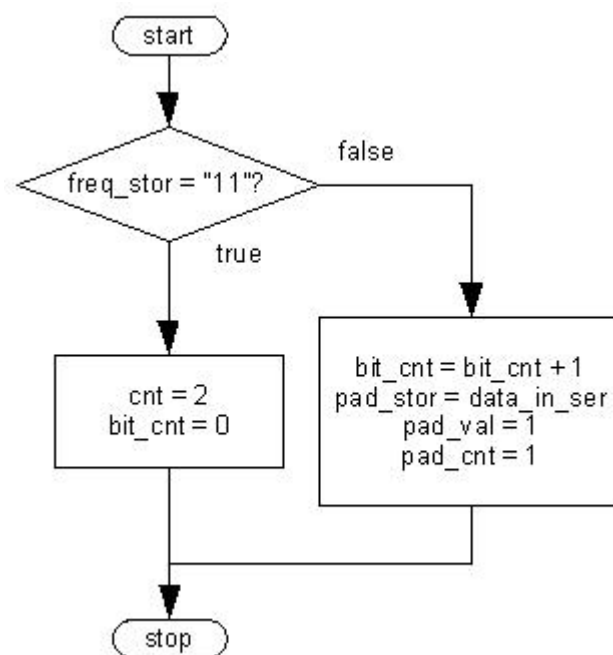 start
false
freq_stor = "11"?
true
bit_cnt = bit_cnt + 1
pad_stor = data_in_ser
pad_val = 1
pad_cnt = 1
cnt = 2
bit_cnt = 0
stop